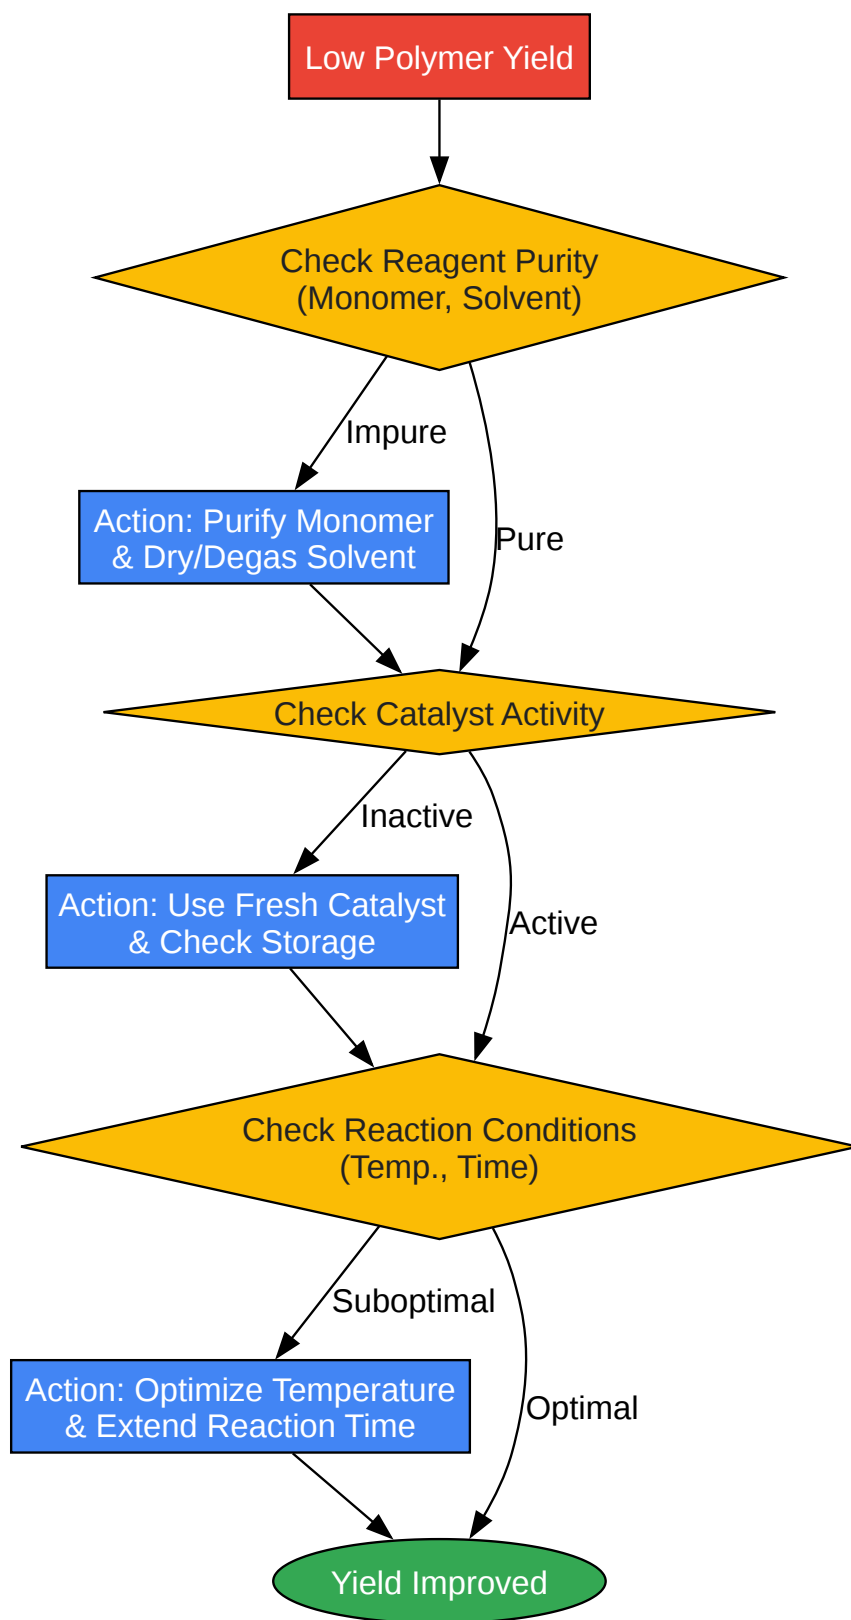 Low Polymer Yield
Check Reagent Purity
(Monomer, Solvent)
Impure
Action: Purify Monomer
& Dry/Degas Solvent
Pure
Check Catalyst Activity
Inactive
Action: Use Fresh Catalyst
& Check Storage
Active
Check Reaction Conditions
(Temp., Time)
Suboptimal
Action: Optimize Temperature
& Extend Reaction Time
Optimal
Yield Improved